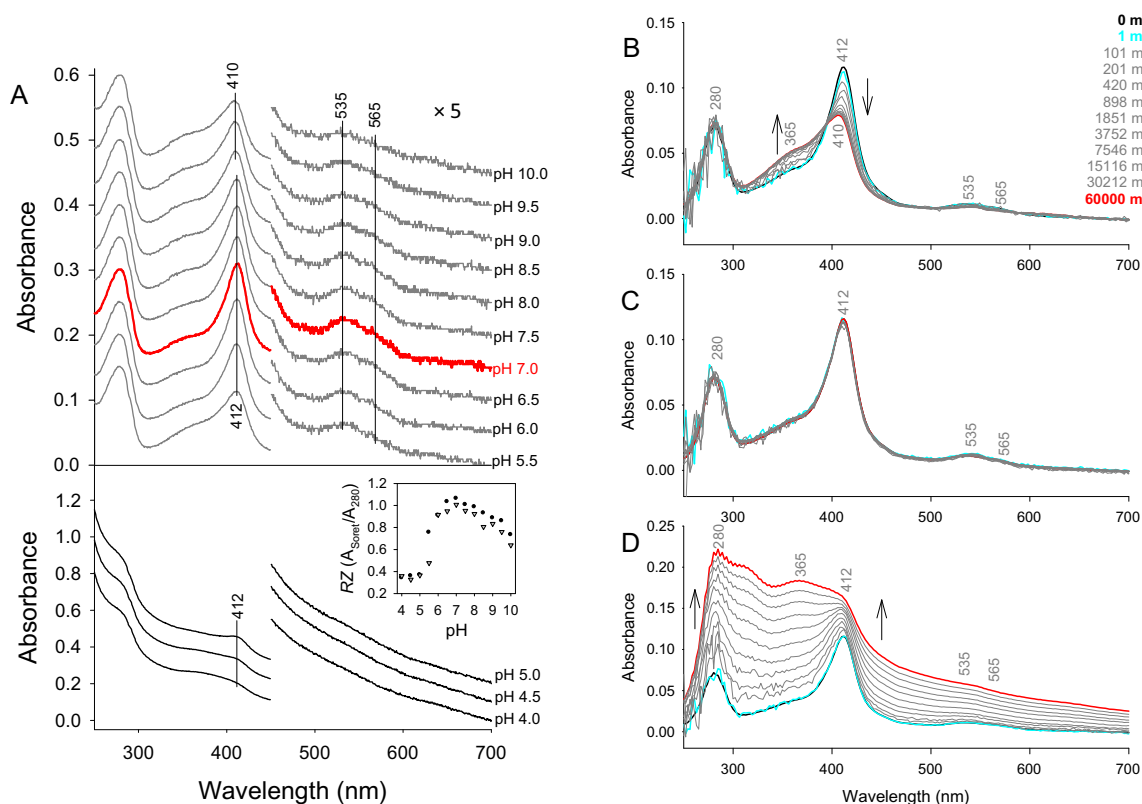 A
0.6
0.5
0.4
0.3
0.2
0.1
0.0
Absorbance
410
412
535
565
× 5
pH 10.0
pH 9.5
pH 9.0
pH 8.5
pH 8.0
pH 7.5
pH 7.0
pH 6.5
pH 6.0
pH 5.5
1.2
1.0
0.8
0.6
0.4
0.2
0.0
Absorbance
412
1.2
1.0
0.8
0.6
0.4
0.2
RZ (ASoret/A280)
4 5 6 7 8 9 10
pH
pH 5.0
pH 4.5
pH 4.0
300 400 500 600 700
Wavelength (nm)
B
0.15
0.10
0.05
0.00
Absorbance
280
365
412
410
535
565
0 m
1 m
101 m
201 m
420 m
898 m
1851 m
3752 m
7546 m
15116 m
30212 m
60000 m
300 400 500 600 700
C
0.15
0.10
0.05
0.00
Absorbance
280
412
535
565
300 400 500 600 700
D
0.25
0.20
0.15
0.10
0.05
0.00
Absorbance
280
365
412
535
565
300 400 500 600 700
Wavelength (nm)